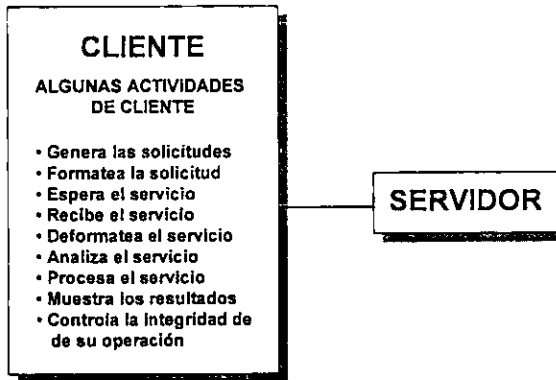 CLIENTE
ALGUNAS ACTIVIDADES
DE CLIENTE
• Genera las solicitudes
• Formatea la solicitud
• Espera el servicio
• Recibe el servicio
• Deformatea el servicio
• Analiza el servicio
• Procesa el servicio
• Muestra los resultados
• Controla la integridad de
de su operación
SERVIDOR